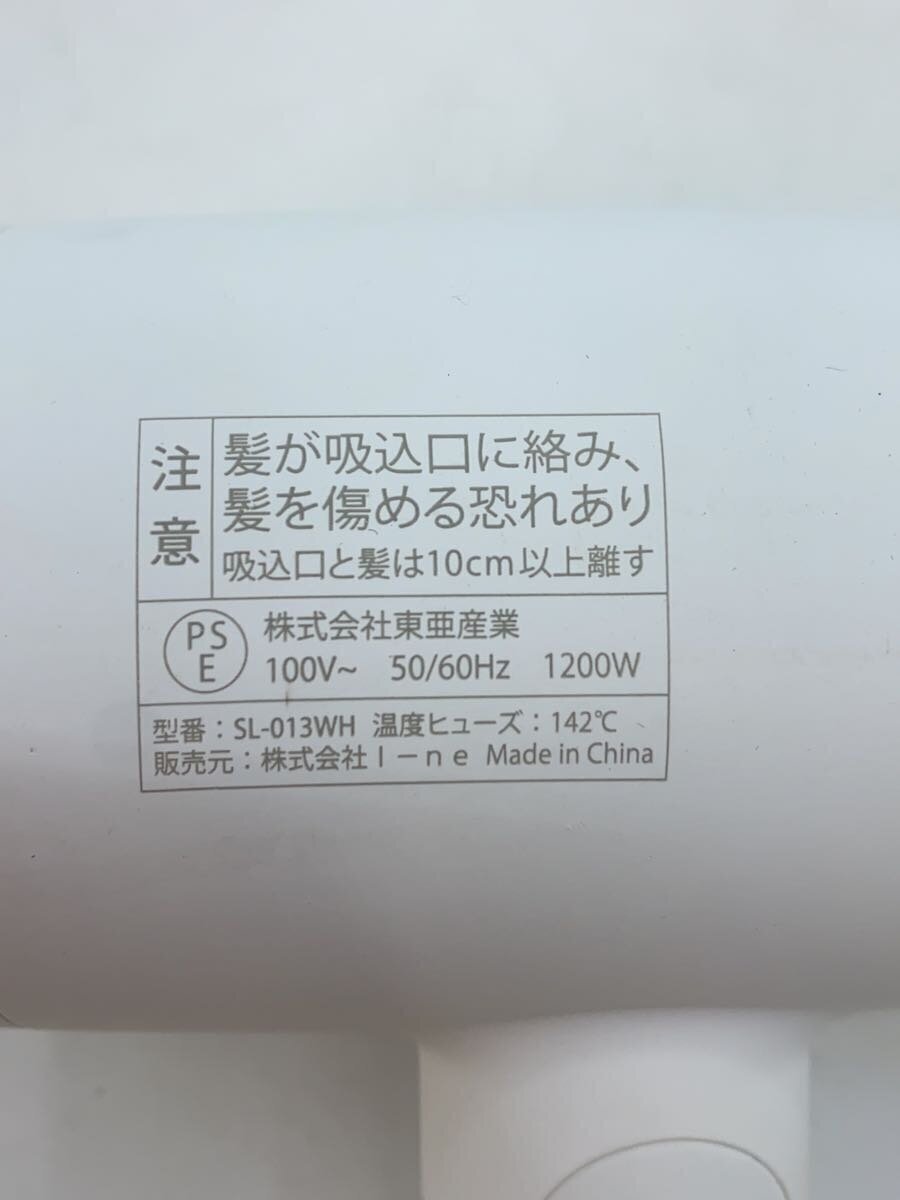 注意
髪が吸込口に絡み、
髪を傷める恐れあり
吸込口と髪は10cm以上離す
PSE
株式会社東亜産業
100V~ 50/60Hz 1200W
型番：SL-013WH 温度ヒューズ：142℃
販売元：株式会社I－ne Made in China